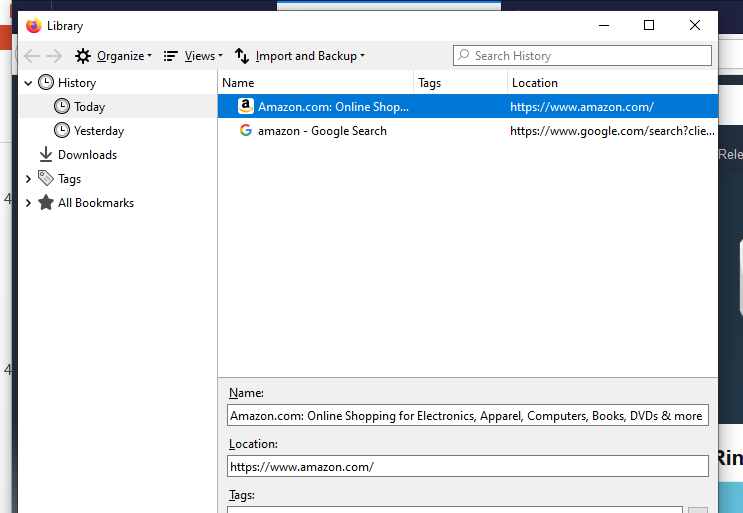 Library
Organize
Views
Import and Backup
Search History
History
Today
Yesterday
Downloads
Tags
All Bookmarks
Name Tags Location
Amazon.com: Online Shop... https://www.amazon.com/
amazon - Google Search https://www.google.com/search?clie...
Name:
Amazon.com: Online Shopping for Electronics, Apparel, Computers, Books, DVDs & more
Location:
https://www.amazon.com/
Tags:
4
4
Rele
Rin